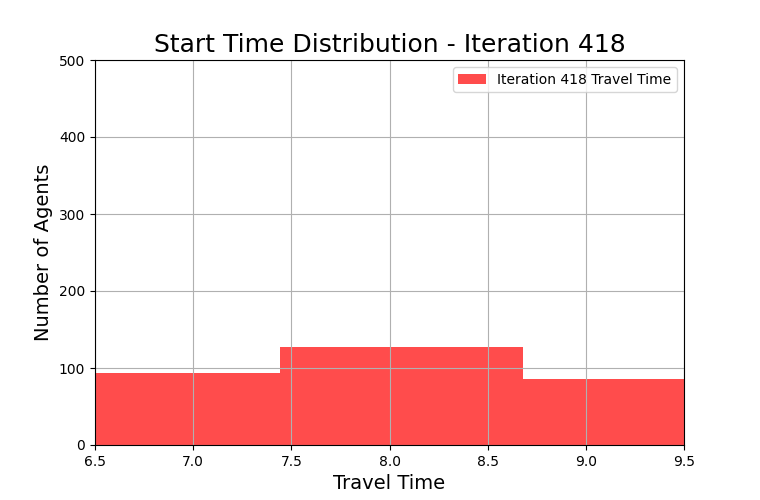 Start Time Distribution - Iteration 418
Iteration 418 Travel Time
Number of Agents
500
400
300
200
100
0
6.5 7.0 7.5 8.0 8.5 9.0 9.5
Travel Time